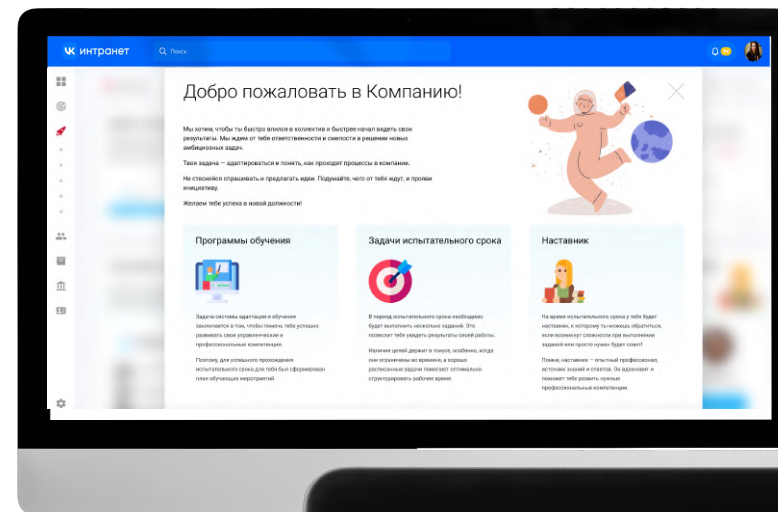 интранет
Поиск
Добро пожаловать в Компанию!
Мы хотим, чтобы ты быстро влился в коллектив и быстрее начал видеть свои
результаты. Мы ждем от тебя ответственности и смелости в решении новых
амбициозных задач.
Твоя задача — адаптироваться и понять, как проходят процессы в компании.
Не стесняйся спрашивать и предлагать идеи. Подумайте, чего от тебя ждут, и прояви
инициативу.
Желаем тебе успеха в новой должности!
Программы обучения
Задача системы адаптации и обучения
заключается в том, чтобы помочь тебе успешно
развивать свои управленческие и
профессиональные компетенции.
Поэтому, для успешного прохождения
испытательного срока для тебя был сформирован
план обучающих мероприятий.
Задачи испытательного срока
В период испытательного срока необходимо
будет выполнить несколько заданий. Это
позволит тебе увидеть результаты своей работы.
Наличие целей держит в тонусе, особенно, когда
они ограничены во времени, а хорошо
расписанные задачи помогают оптимально
структурировать рабочее время.
Наставник
На время испытательного срока у тебя будет
наставник, к которому ты можешь обратиться,
если возникнут сложности при выполнении
заданий или просто нужен будет совет!
Помни, наставник — опытный профессионал,
источник знаний и ответов. Он вдохновит и
поможет тебе развить нужные
профессиональные компетенции.